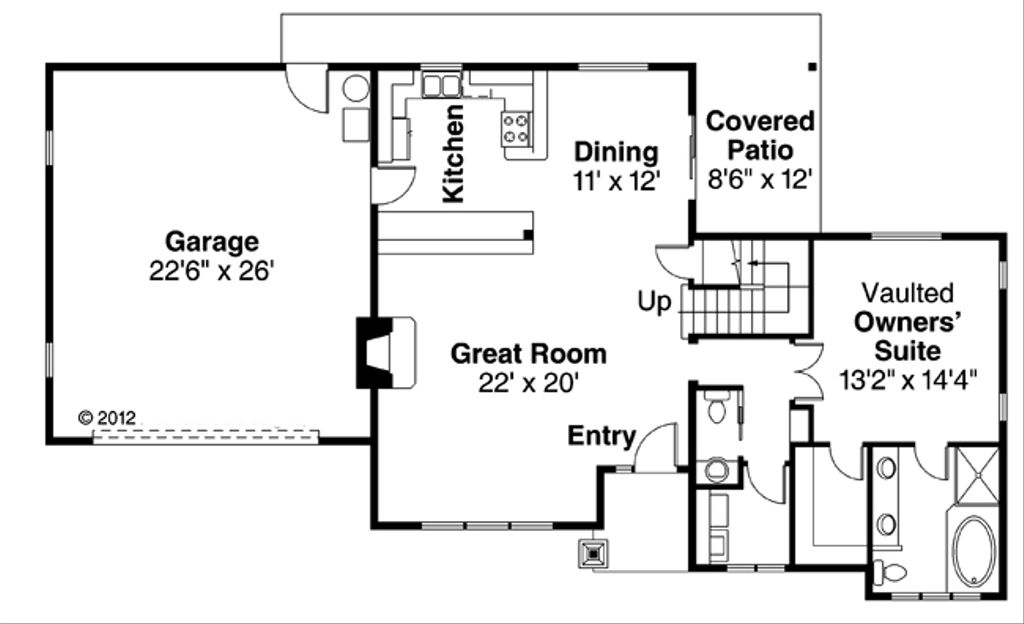 Kitchen
Dining
11' x 12'
Covered
Patio
8'6" x 12'
Garage
22'6" x 26'
Up
Vaulted
Owners’
Suite
13'2" x 14'4"
Great Room
22' x 20'
© 2012
Entry